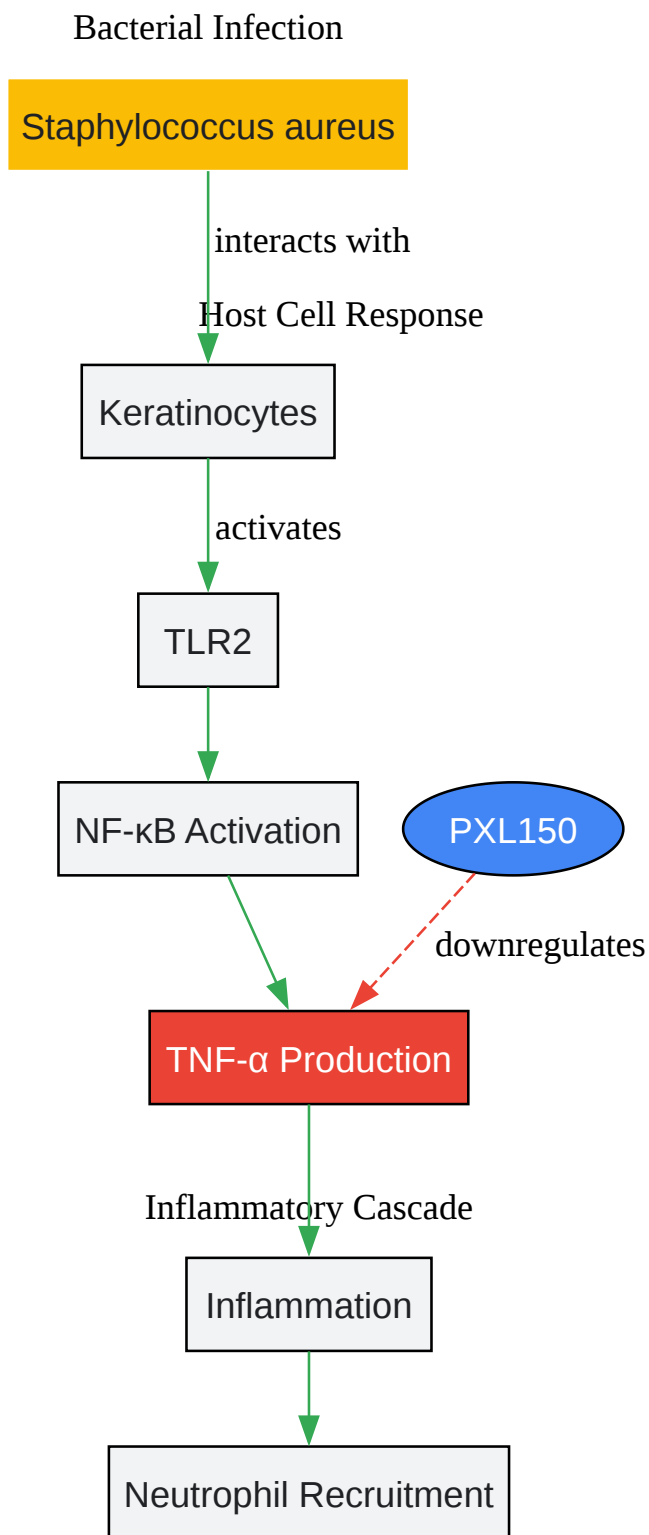 Bacterial Infection
Staphylococcus aureus
interacts with
Host Cell Response
Keratinocytes
activates
TLR2
NF-κB Activation
PXL150
downregulates
TNF-α Production
Inflammatory Cascade
Inflammation
Neutrophil Recruitment